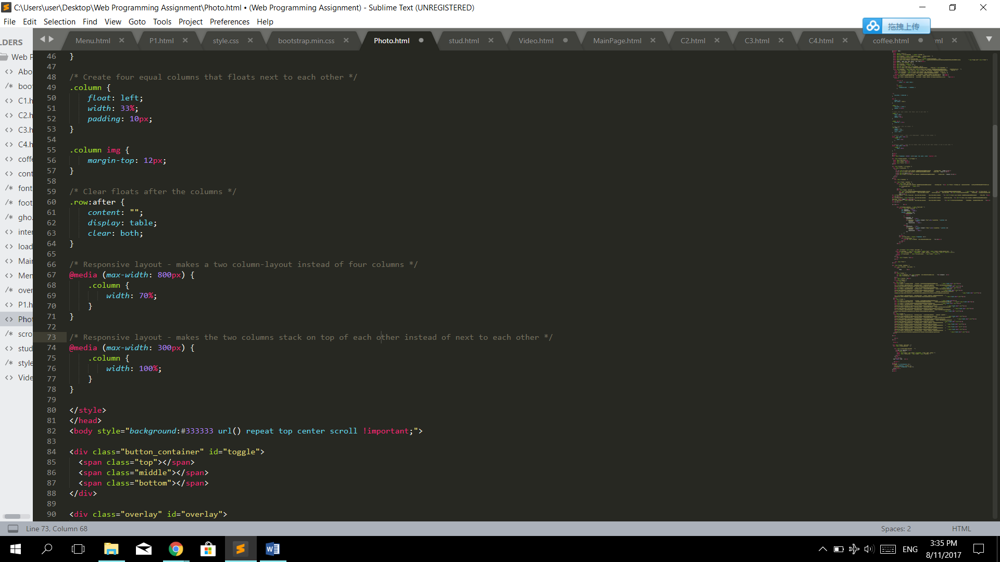 C:\Users\user\Desktop\Web Programming Assignment\Photo.html • (Web Programming Assignment) - Sublime Text (UNREGISTERED)
File Edit Selection Find View Goto Tools Project Preferences Help
拖拽上传
LDERS
Menu.html P1.html style.css bootstrap.min.css Photo.html stud.html Video.html MainPage.html C2.html C3.html C4.html coffee.html ml
Web P
<> Abo
/* boo
<> C1.h
<> C2.h
<> C3.h
<> C4.h
<> coffe
<> cont
/* font
/* foot
/* gho.
<> inter
<> load
<> Mair
<> Men
/* over
<> P1.h
<> Phot
/* scro
<> stud
/* style
<> Vide
46 }
47
48 /* Create four equal columns that floats next to each other */
49 .column {
50 float: left;
51 width: 33%;
52 padding: 10px;
53 }
54
55 .column img {
56 margin-top: 12px;
57 }
58
59 /* Clear floats after the columns */
60 .row:after {
61 content: "";
62 display: table;
63 clear: both;
64 }
65
66 /* Responsive layout - makes a two column-layout instead of four columns */
67 @media (max-width: 800px) {
68 .column {
69 width: 70%;
70 }
71 }
72
73 /* Responsive layout - makes the two columns stack on top of each other instead of next to each other */
74 @media (max-width: 300px) {
75 .column {
76 width: 100%;
77 }
78 }
79
80 </style>
81 </head>
82 <body style="background:#333333 url() repeat top center scroll !important;">
83
84 <div class="button_container" id="toggle">
85 <span class="top"></span>
86 <span class="middle"></span>
87 <span class="bottom"></span>
88 </div>
89
90 <div class="overlay" id="overlay">
Line 73, Column 68
Spaces: 2
HTML
ENG
3:35 PM
8/11/2017